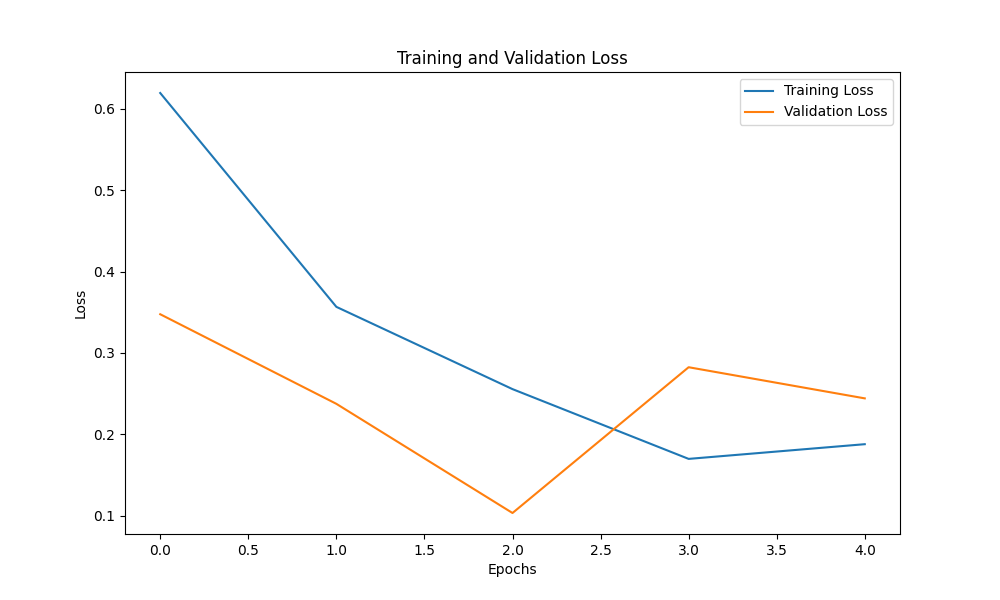 Training and Validation Loss
Training Loss
Validation Loss
0.6
0.5
0.4
0.3
0.2
0.1
Loss
0.0 0.5 1.0 1.5 2.0 2.5 3.0 3.5 4.0
Epochs